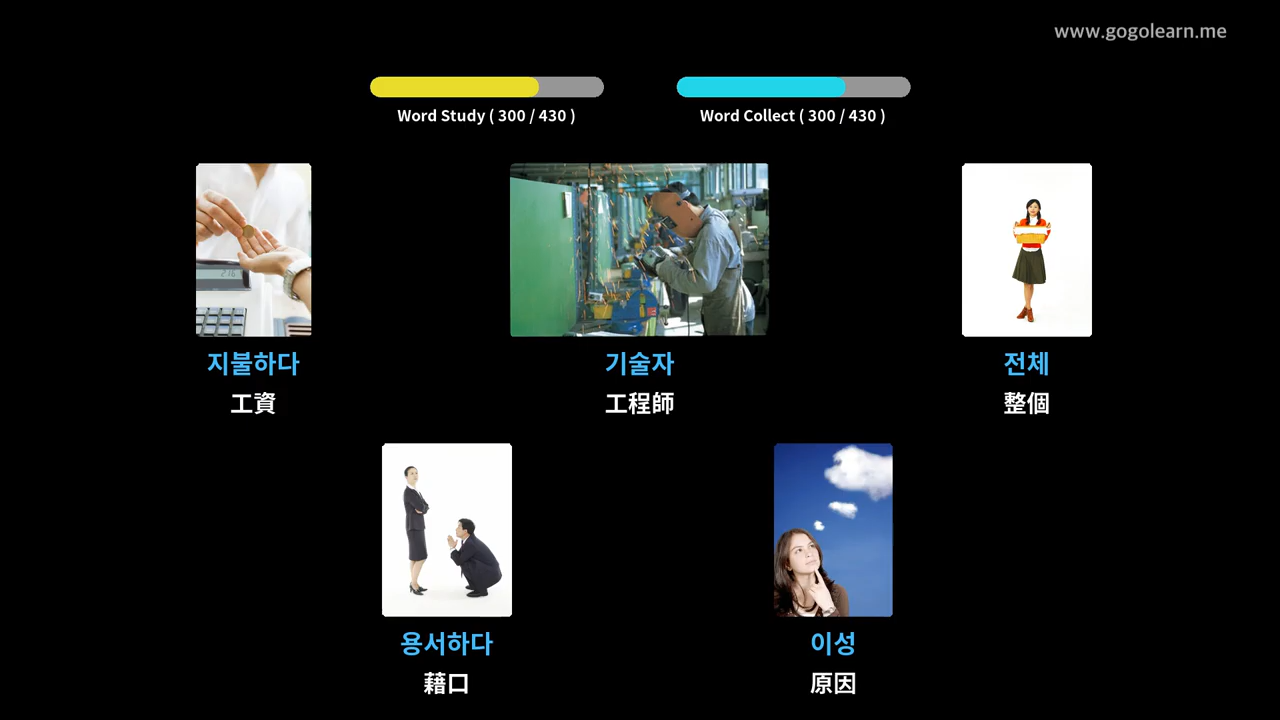 www.gogolearn.me
Word Study ( 300 / 430 )
Word Collect ( 300 / 430 )
지불하다
工資
기술자
工程師
전체
整個
용서하다
藉口
이성
原因